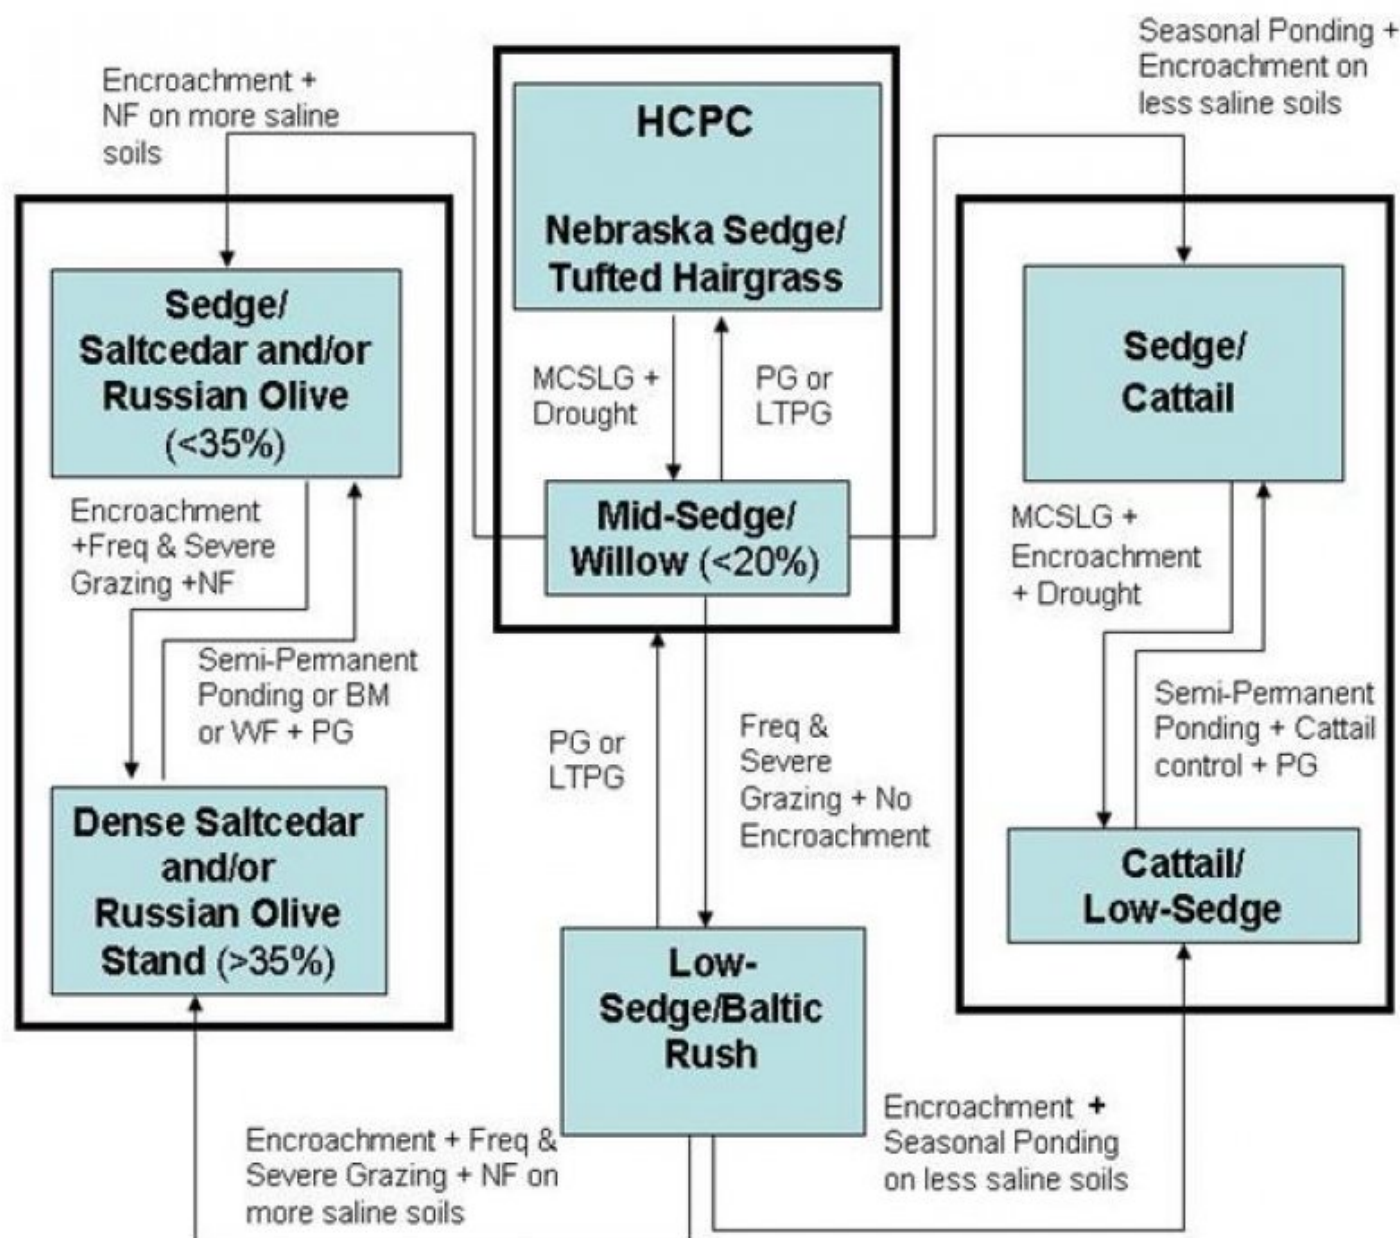 Encroachment +
NF on more saline
soils
HCPC
Nebraska Sedge/
Tufted Hairgrass
Seasonal Ponding +
Encroachment on
less saline soils
Sedge/
Saltcedar and/or
Russian Olive
(<35%)
MCSLG +
Drought
PG or
LTPG
Sedge/
Cattail
Mid-Sedge/
Willow (<20%)
Encroachment
+Freq & Severe
Grazing +NF
MCSLG +
Encroachment
+ Drought
Semi-Permanent
Ponding or BM
or WF + PG
PG or
LTPG
Freq &
Severe
Grazing + No
Encroachment
Semi-Permanent
Ponding + Cattail
control + PG
Dense Saltcedar
and/or
Russian Olive
Stand (>35%)
Low-
Sedge/Baltic
Rush
Cattail/
Low-Sedge
Encroachment + Freq &
Severe Grazing + NF on
more saline soils
Encroachment +
Seasonal Ponding
on less saline soils